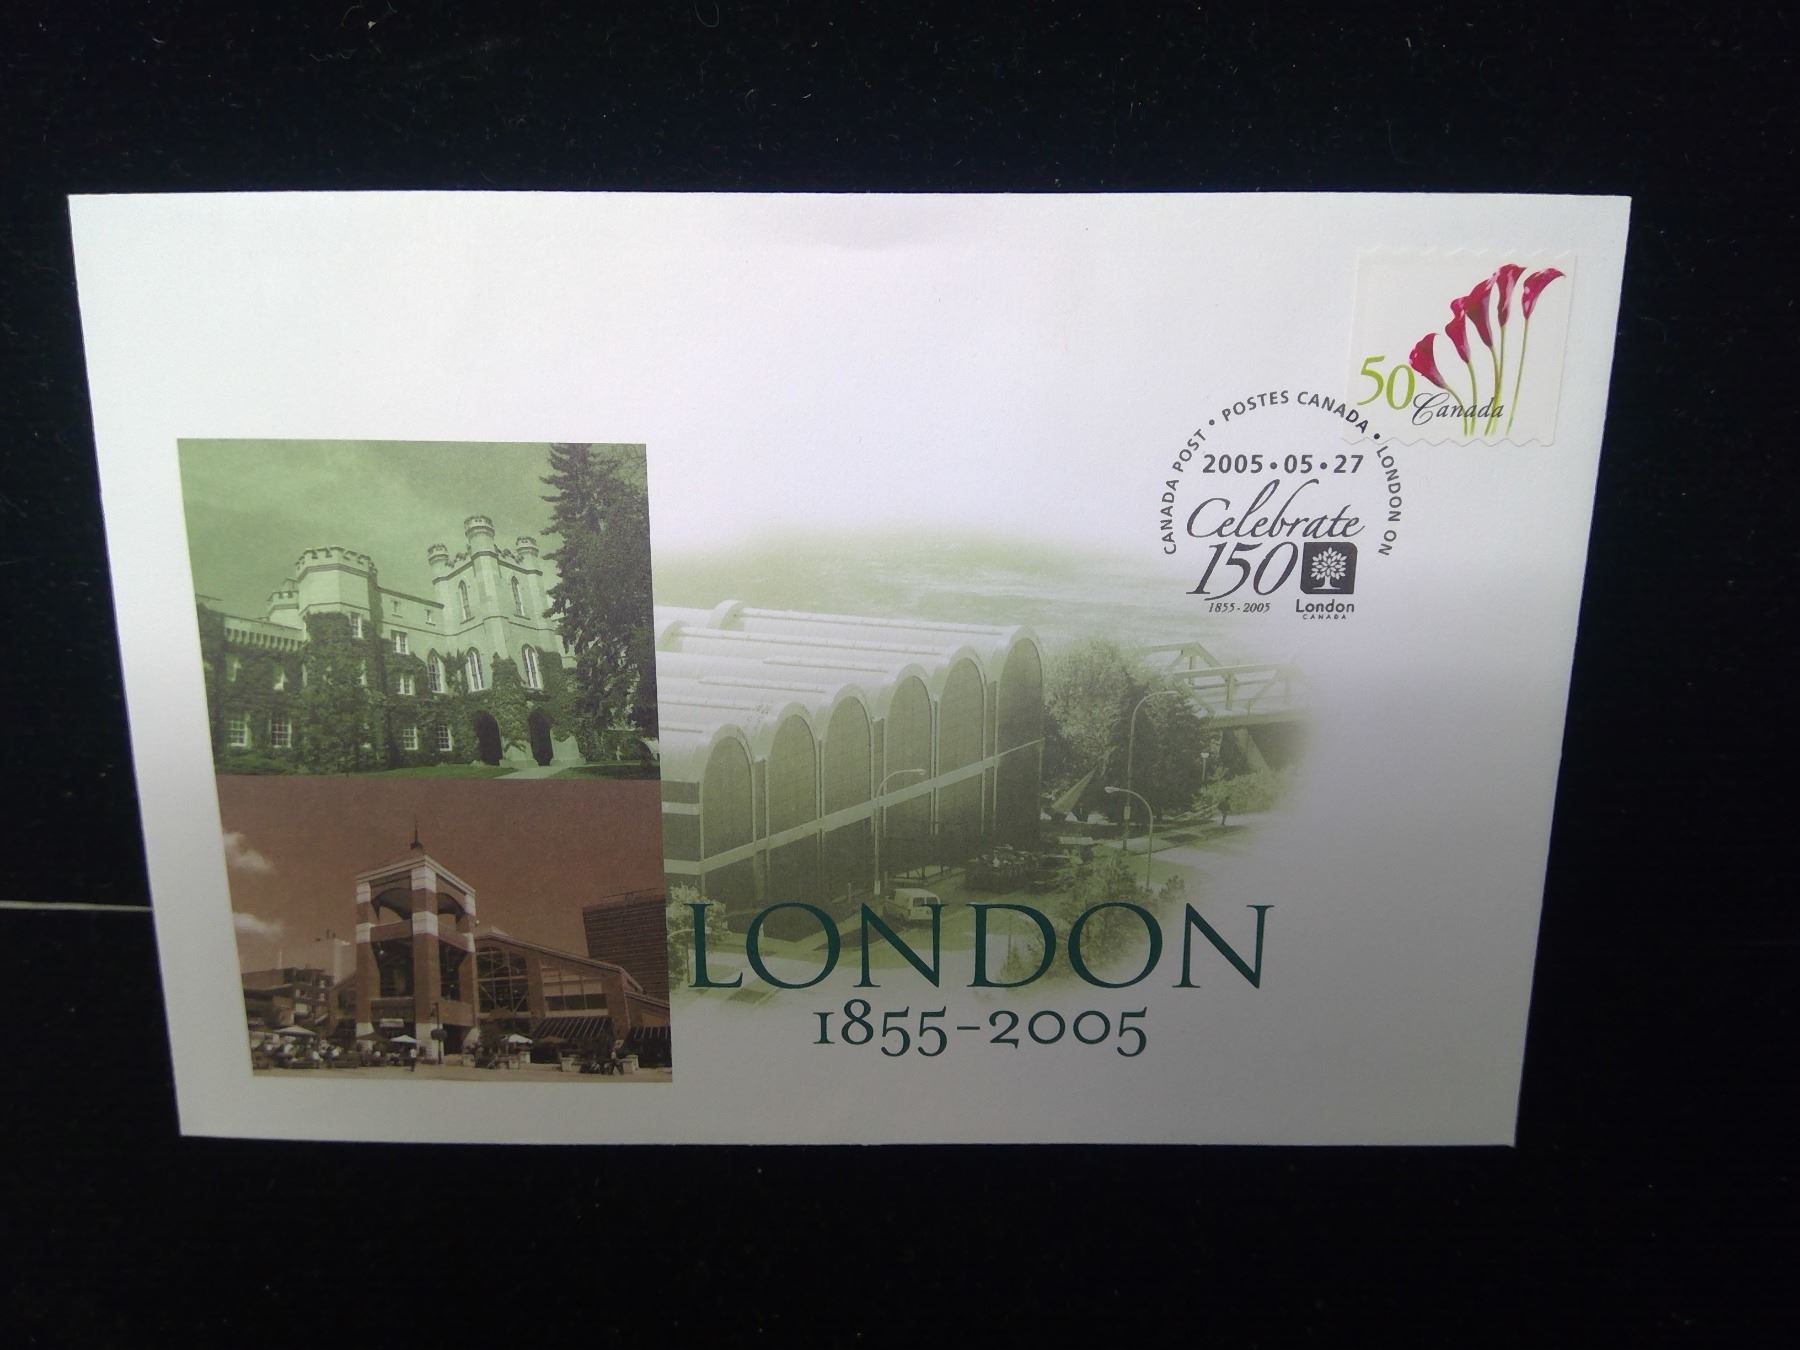 50
Canada
CANADA POST • POSTES CANADA • LONDON ON
2005•05•27
Celebrate
150
1855-2005
London
CANADA
LONDON
1855-2005